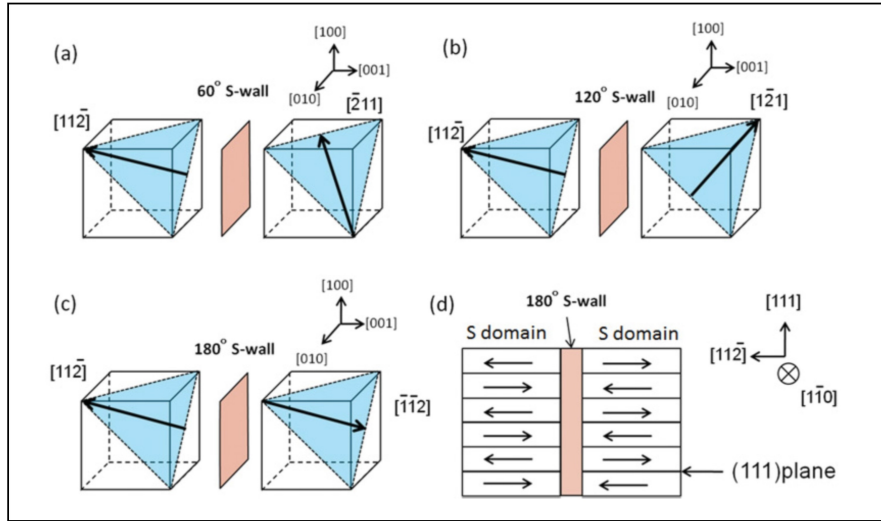 (a)
[100]
[001]
[010]
60° S-wall
[112̄]
[2̄11]
(b)
[100]
[001]
[010]
120° S-wall
[112̄]
[12̄1]
(c)
[100]
[001]
[010]
180° S-wall
[112̄]
[1̄1̄2]
(d)
180° S-wall
S domain
S domain
[111]
[112̄]
[11̄0]
(111)plane